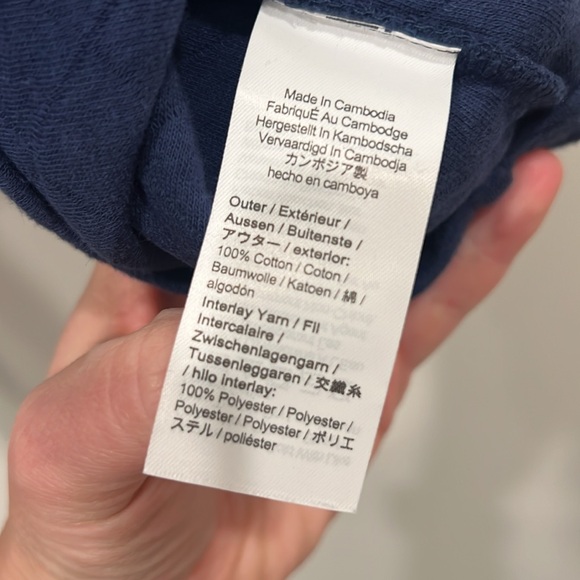 Made In Cambodia
FabriquÉ Au Cambodge
Hergestellt In Kambodscha
Vervaardigd In Cambodja
カンボジア製
hecho en camboya
Outer / Extérieur /
Aussen / Buitenste /
アウター / exterior:
100% Cotton / Coton /
Baumwolle / Katoen / 綿 /
algodón
Interlay Yarn / Fil
Intercalaire /
Zwischenlagengarn /
Tussenleggaren / 交織糸
/ hilo Interlay:
100% Polyester / Polyester /
Polyester / Polyester / ポリエ
ステル / poliéster